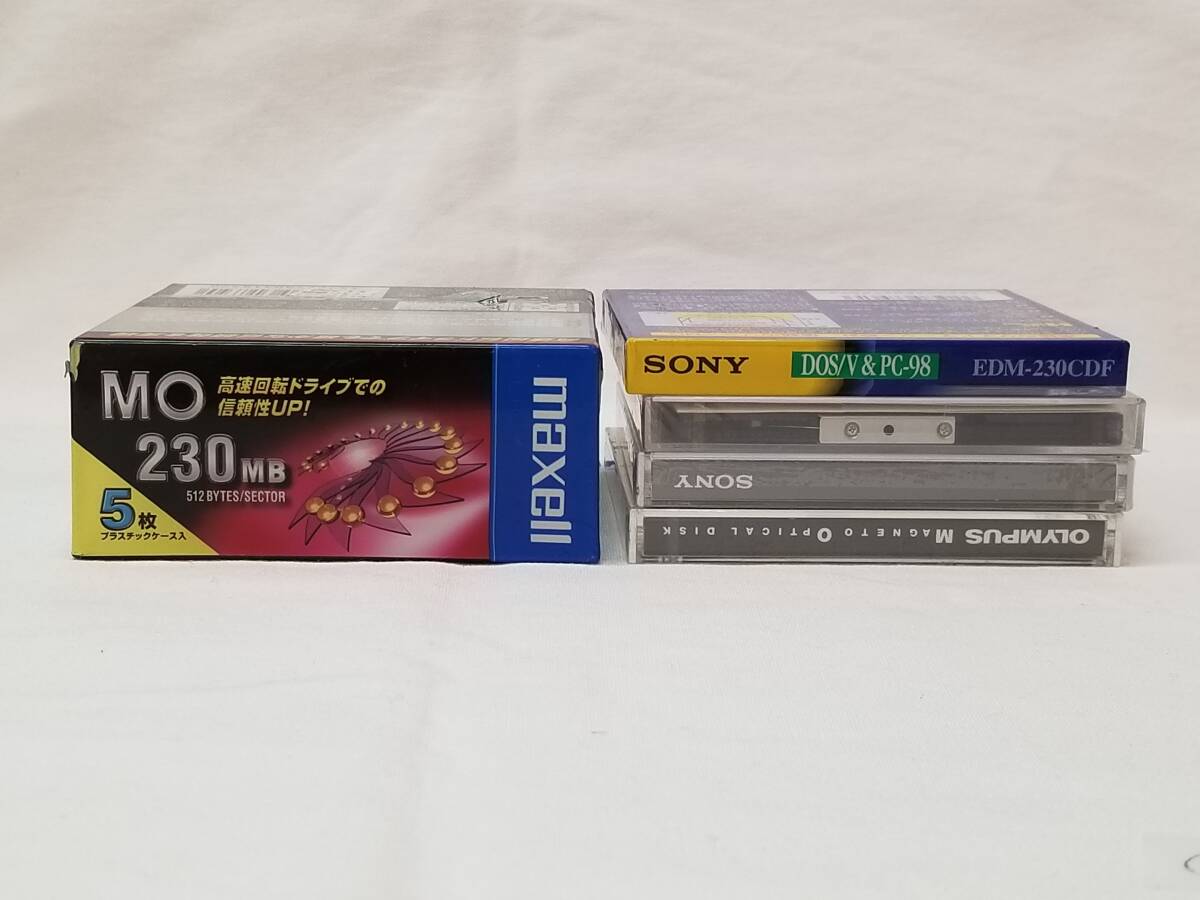 MO
高速回転ドライブでの
信頼性UP!
230MB
512 BYTES/SECTOR
5枚
プラスチックケース入
maxell
SONY
DOS/V & PC-98
EDM-230CDF
SONY
OLYMPUS MAGNETO OPTICAL DISK